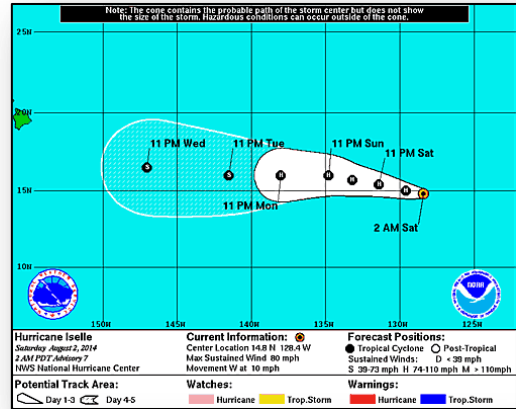 Note: The cone contains the probable path of the storm center but does not show
the size of the storm. Hazardous conditions can occur outside of the cone.
25N
20N
11 PM Wed
11 PM Tue
11 PM Sun
11 PM Sat
S
S
H
H
H
H
H
15N
11 PM Mon
2 AM Sat
10N
NOAA
150W
145W
140W
135W
130W
125W
Hurricane Iselle
Saturday August 2, 2014
2 AM PDT Advisory 7
NWS National Hurricane Center
Current Information:
Center Location 14.8 N 128.4 W
Max Sustained Wind 80 mph
Movement W at 10 mph
Forecast Positions:
Tropical Cyclone Post-Tropical
Sustained Winds: D < 39 mph
S 39-73 mph H 74-110 mph M > 110mph
Potential Track Area:
Day 1-3 Day 4-5
Watches:
Hurricane Trop.Storm
Warnings:
Hurricane Trop.Storm